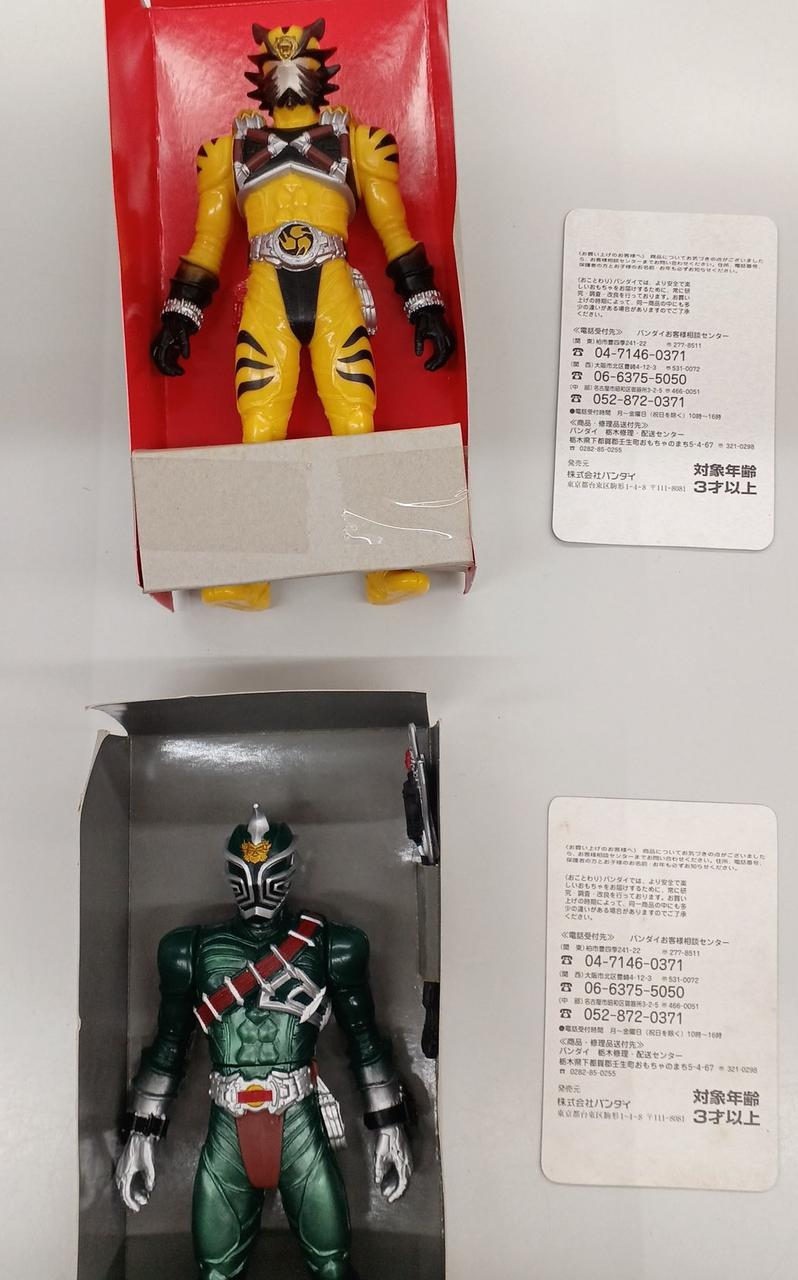 (お買い上げのお客様へ) 商品についてお気づきの点がございました
ら、お客様相談センターまでお問い合わせください。住所、電話番号、
保護者の方とお子様のお名前・お年も必ずお知らせください。
(おことわり)バンダイでは、より安全で楽
しいおもちゃをお届けするために、常に研
究・調査・改良を行っております。お買い
上げの時期によって、同一商品の中にも多
少の違いがある場合がありますのでご了承
ください。
≪電話受付先≫ バンダイお客様相談センター
(関 東)柏市豊四季241-22 〒277-8511
☎ 04-7146-0371
(関 西)大阪市北区豊崎4-12-3 〒531-0072
☎ 06-6375-5050
(中 部)名古屋市昭和区御器所3-2-5 〒466-0051
☎ 052-872-0371
●電話受付時間 月〜金曜日(祝日を除く)10時〜16時
≪商品・修理品送付先≫
バンダイ 栃木修理・配送センター
栃木県下都賀郡壬生町おもちゃのまち5-4-67 〒321-0298
☎ 0282-85-0255
発売元
株式会社バンダイ
東京都台東区駒形1-4-8 〒111-8081
対象年齢
3才以上
(お買い上げのお客様へ) 商品についてお気づきの点がございました
ら、お客様相談センターまでお問い合わせください。住所、電話番号、
保護者の方とお子様のお名前・お年も必ずお知らせください。
(おことわり)バンダイでは、より安全で楽
しいおもちゃをお届けするために、常に研
究・調査・改良を行っております。お買い
上げの時期によって、同一商品の中にも多
少の違いがある場合がありますのでご了承
ください。
≪電話受付先≫ バンダイお客様相談センター
(関 東)柏市豊四季241-22 〒277-8511
☎ 04-7146-0371
(関 西)大阪市北区豊崎4-12-3 〒531-0072
☎ 06-6375-5050
(中 部)名古屋市昭和区御器所3-2-5 〒466-0051
☎ 052-872-0371
●電話受付時間 月〜金曜日(祝日を除く)10時〜16時
≪商品・修理品送付先≫
バンダイ 栃木修理・配送センター
栃木県下都賀郡壬生町おもちゃのまち5-4-67 〒321-0298
☎ 0282-85-0255
発売元
株式会社バンダイ
東京都台東区駒形1-4-8 〒111-8081
対象年齢
3才以上